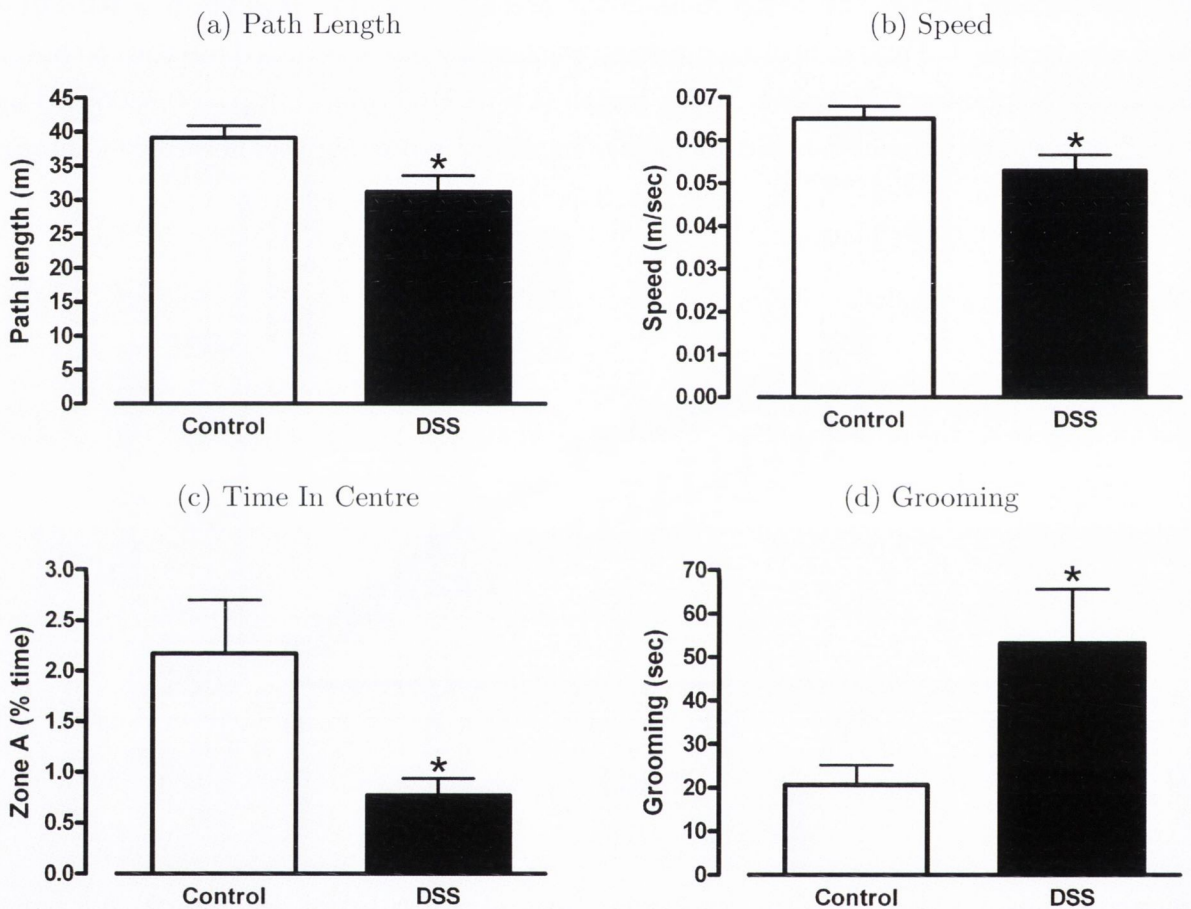 (a) Path Length
Path length (m)
45
40
35
30
25
20
15
10
5
0
*
Control
DSS
(b) Speed
Speed (m/sec)
0.07
0.06
0.05
0.04
0.03
0.02
0.01
0.00
*
Control
DSS
(c) Time In Centre
Zone A (% time)
3.0
2.5
2.0
1.5
1.0
0.5
0.0
*
Control
DSS
(d) Grooming
Grooming (sec)
70
60
50
40
30
20
10
0
*
Control
DSS